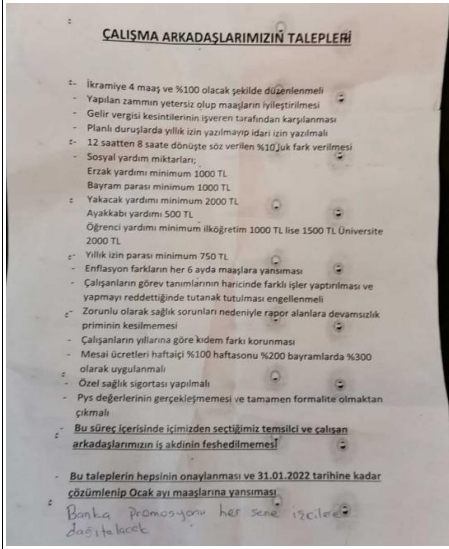 ÇALIŞMA ARKADAŞLARIMIZIN TALEPLERİ
- İkramiye 4 maaş ve %100 olacak şekilde düzenlenmeli
- Yapılan zammın yetersiz olup maaşların iyileştirilmesi
- Gelir vergisi kesintilerinin işveren tarafından karşılanması
- Planlı duruşlarda yıllık izin yazılmayıp idari izin yazılmalı
- 12 saatten 8 saate dönüşte söz verilen %10 luk fark verilmesi
- Sosyal yardım miktarları;
Erzak yardımı minimum 1000 TL
Bayram parası minimum 1000 TL
Yakacak yardımı minimum 2000 TL
Ayakkabı yardımı 500 TL
Öğrenci yardımı minimum ilköğretim 1000 TL lise 1500 TL Üniversite
2000 TL
- Yıllık izin parası minimum 750 TL
- Enflasyon farkların her 6 ayda maaşlara yansıması
- Çalışanların görev tanımlarının haricinde farklı işler yaptırılması ve
yapmayı reddettiğinde tutanak tutulması engellenmeli
- Zorunlu olarak sağlık sorunları nedeniyle rapor alanlara devamsızlık
priminin kesilmemesi
- Çalışanların yıllarına göre kıdem farkı korunması
- Mesai ücretleri haftaiçi %100 haftasonu %200 bayramlarda %300
olarak uygulanmalı
- Özel sağlık sigortası yapılmalı
- Pys değerlerinin gerçekleşmemesi ve tamamen formalite olmaktan
çıkmalı
- Bu süreç içerisinde içimizden seçtiğimiz temsilci ve çalışan
arkadaşlarımızın iş akdinin feshedilmemesi
- Bu taleplerin hepsinin onaylanması ve 31.01.2022 tarihine kadar
çözümlenip Ocak ayı maaşlarına yansıması
Banka promosyonu her sene işcilere
dağıtelacak